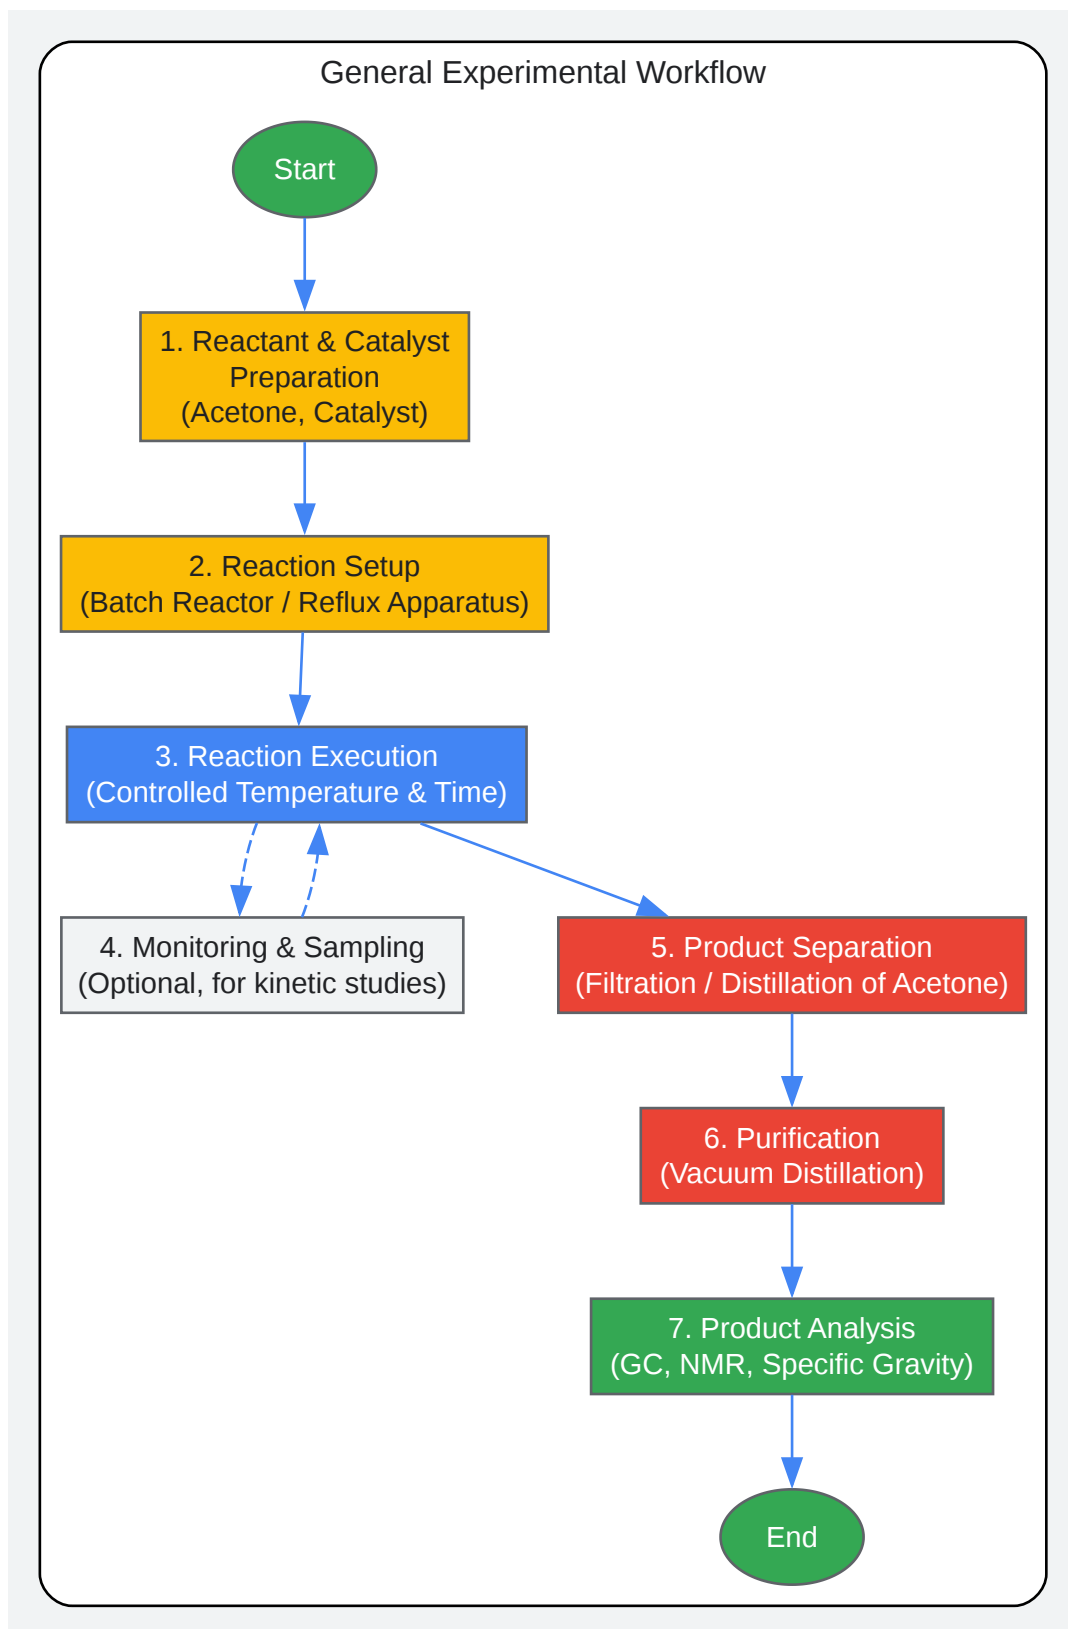 General Experimental Workflow
Start
1. Reactant & Catalyst
Preparation
(Acetone, Catalyst)
2. Reaction Setup
(Batch Reactor / Reflux Apparatus)
3. Reaction Execution
(Controlled Temperature & Time)
4. Monitoring & Sampling
(Optional, for kinetic studies)
5. Product Separation
(Filtration / Distillation of Acetone)
6. Purification
(Vacuum Distillation)
7. Product Analysis
(GC, NMR, Specific Gravity)
End